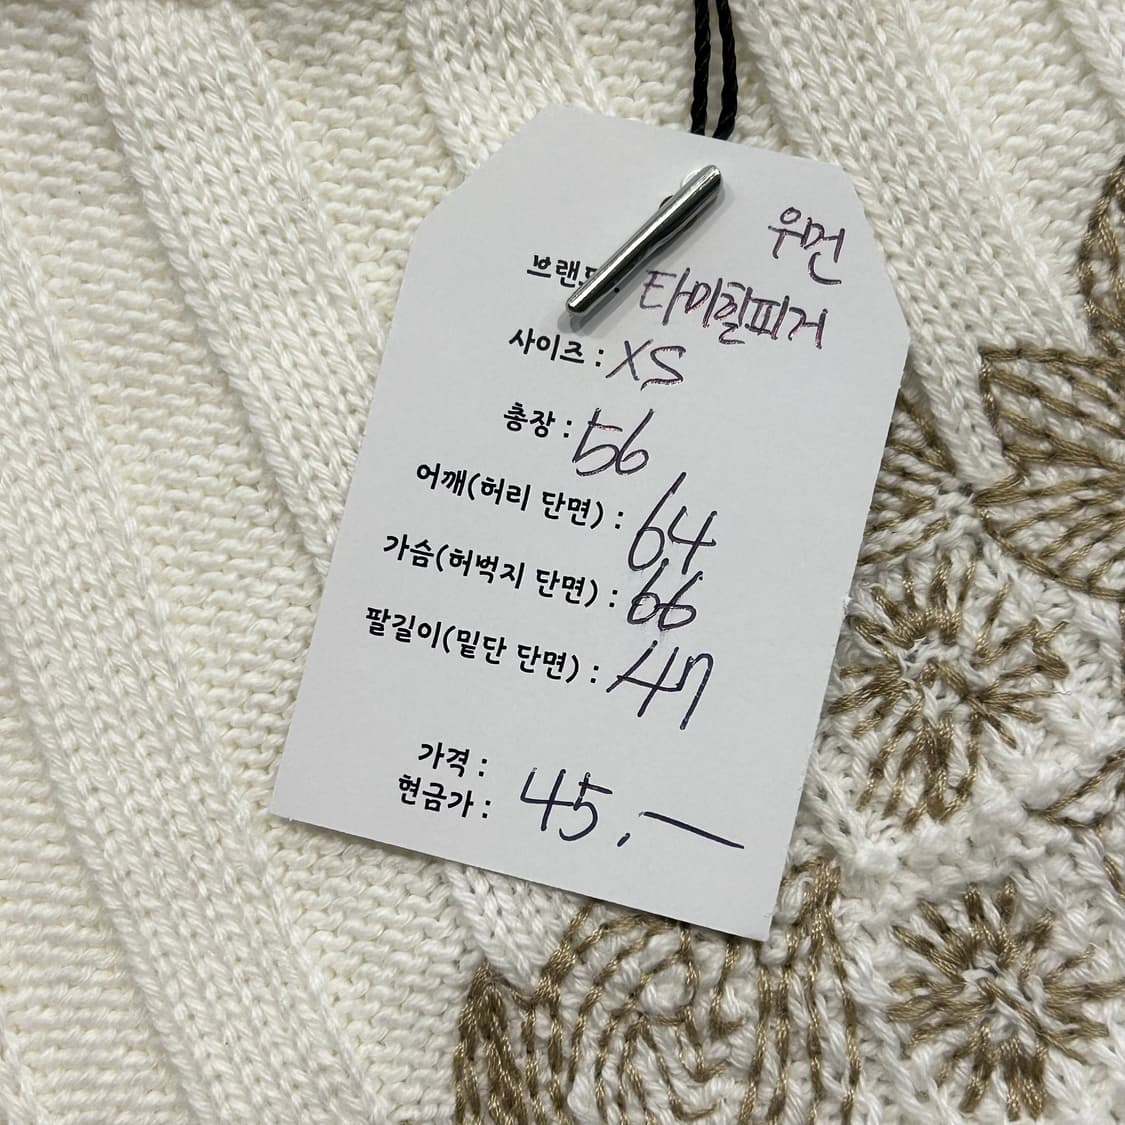 우먼
브랜드 : 타미힐피거
사이즈 : XS
총장 : 56
어깨(허리 단면) : 64
가슴(허벅지 단면) : 66
팔길이(밑단 단면) : 47
가격 :
현금가 : 45.—